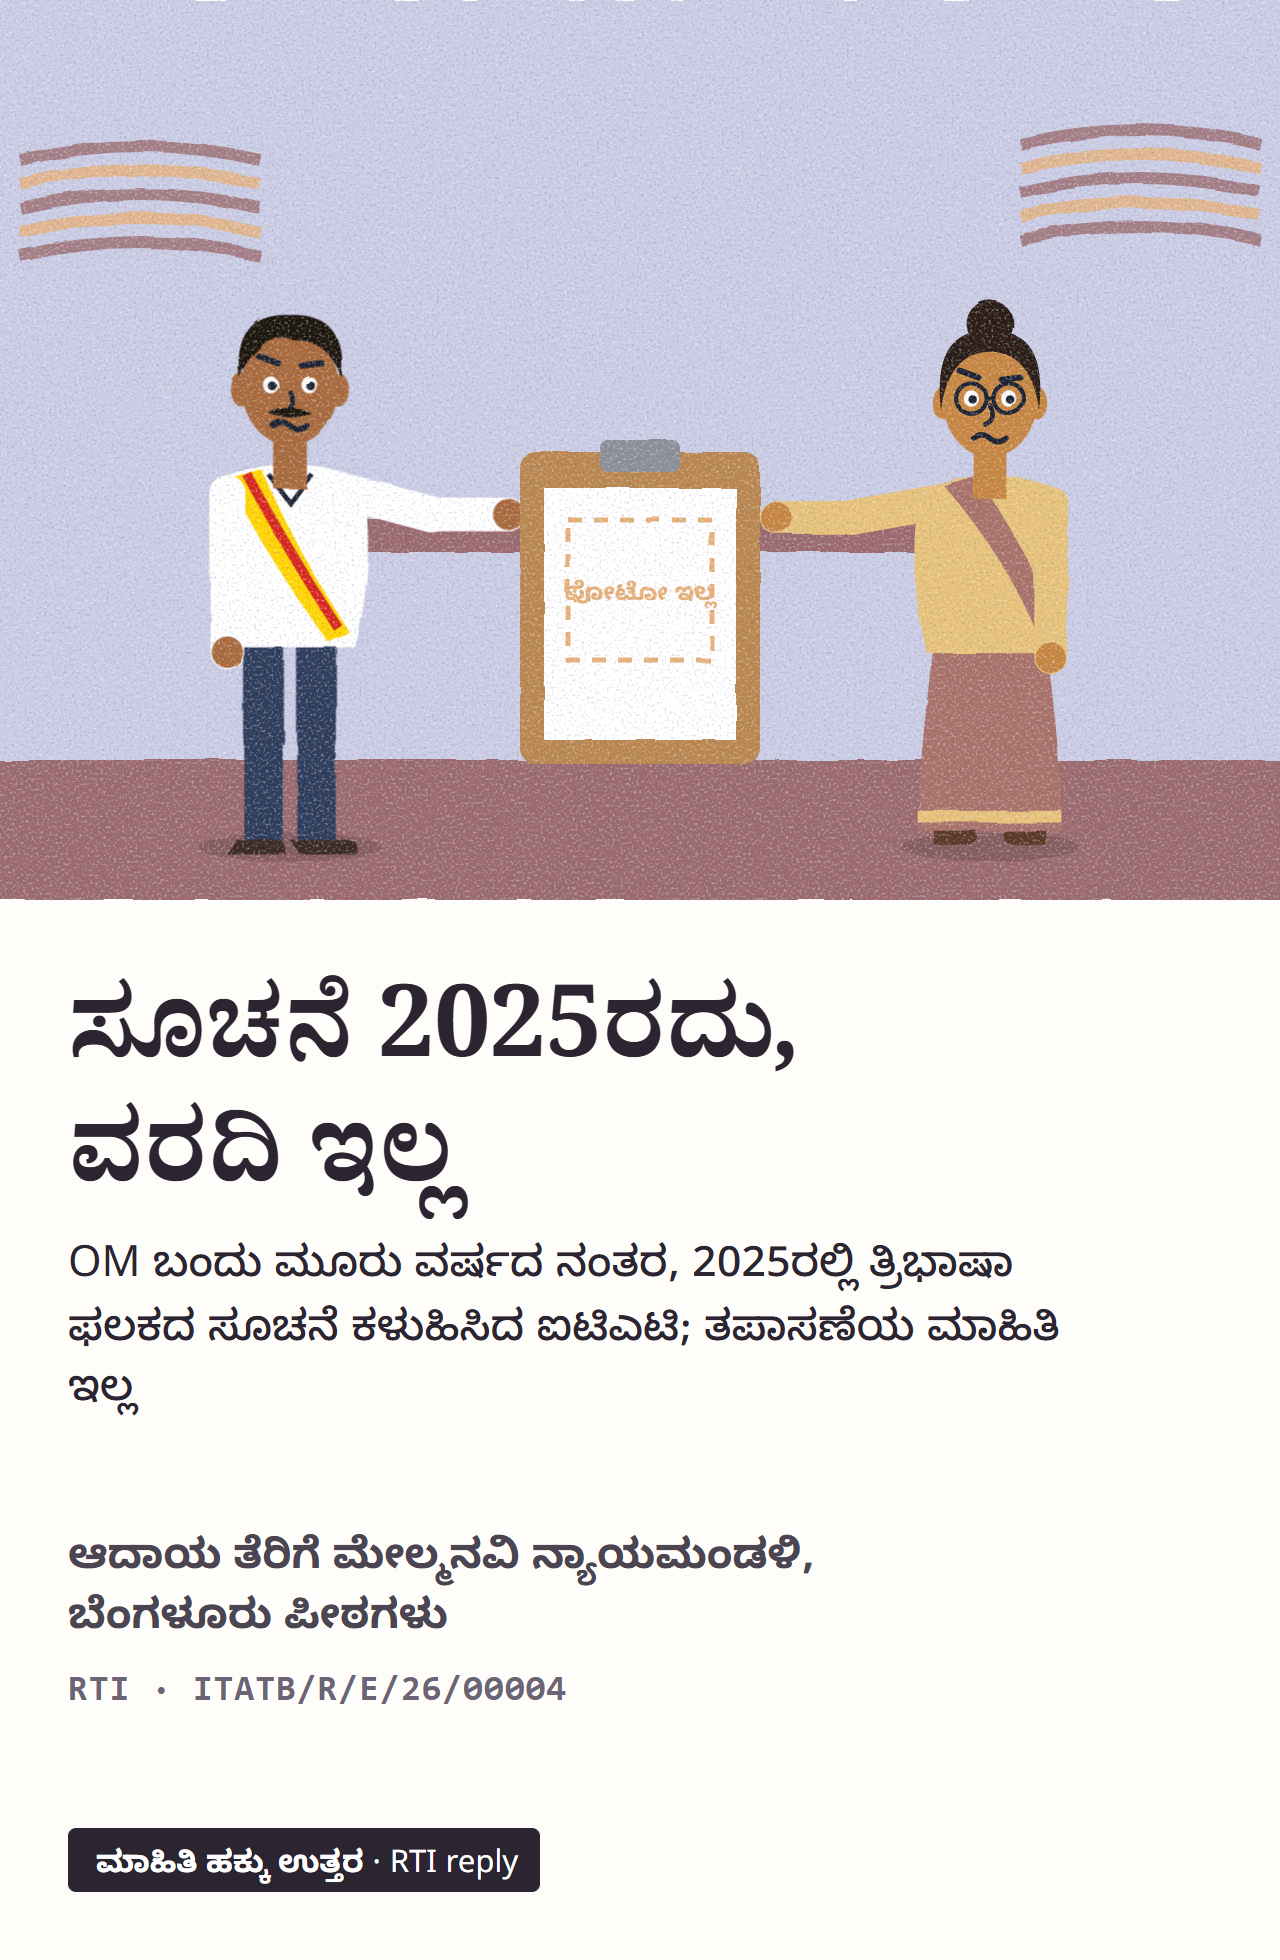 ಫೋಟೋ ಇಲ್ಲ
ಸೂಚನೆ 2025ರದು,
ವರದಿ ಇಲ್ಲ
OM ಬಂದು ಮೂರು ವರ್ಷದ ನಂತರ, 2025ರಲ್ಲಿ ತ್ರಿಭಾಷಾ
ಫಲಕದ ಸೂಚನೆ ಕಳುಹಿಸಿದ ಐಟಿಎಟಿ; ತಪಾಸಣೆಯ ಮಾಹಿತಿ
ಇಲ್ಲ
ಆದಾಯ ತೆರಿಗೆ ಮೇಲ್ಮನವಿ ನ್ಯಾಯಮಂಡಳಿ,
ಬೆಂಗಳೂರು ಪೀಠಗಳು
RTI · ITATB/R/E/26/00004
ಮಾಹಿತಿ ಹಕ್ಕು ಉತ್ತರ · RTI reply